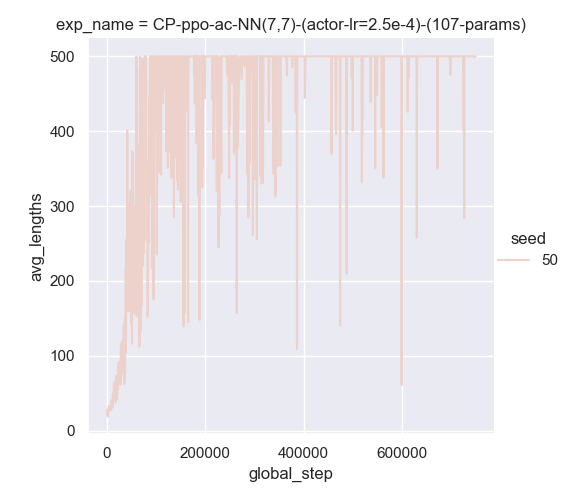 exp_name = CP-ppo-ac-NN(7,7)-(actor-lr=2.5e-4)-(107-params)
500
400
300
200
100
0
avg_lengths
0 200000 400000 600000
global_step
seed
50